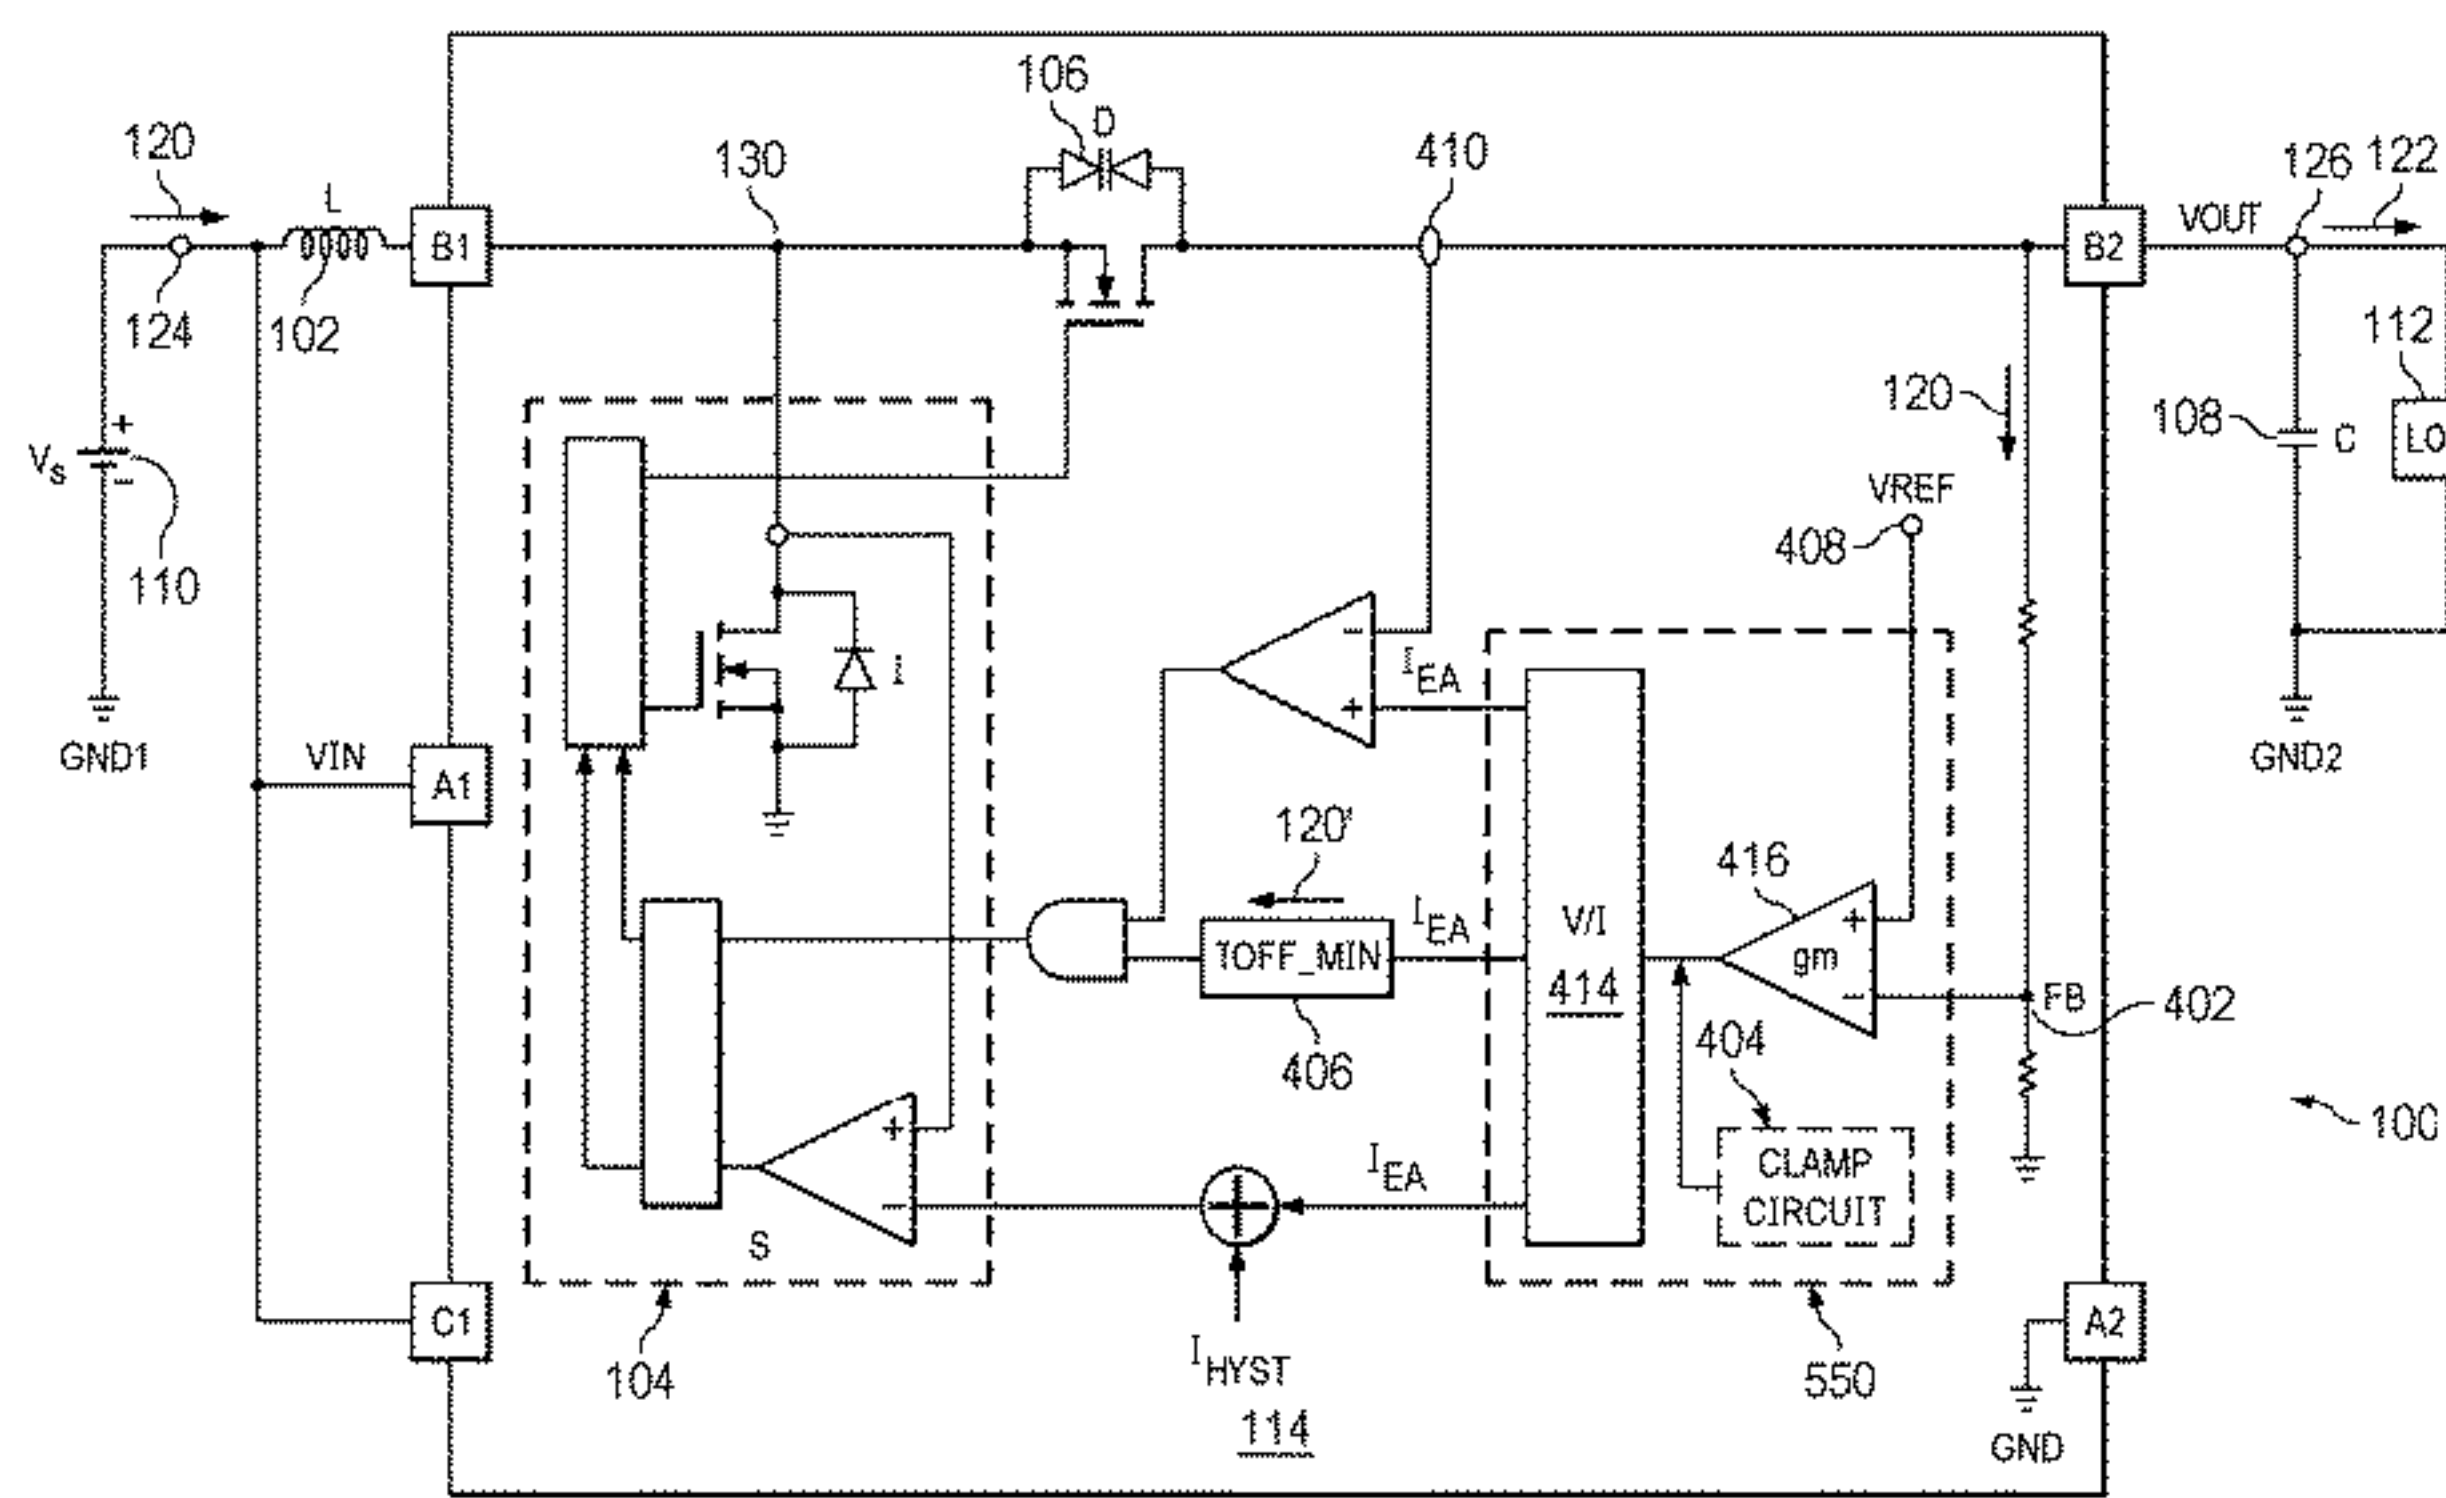 106
D
120
130
410
126
122
L
B1
B2
VOUT
124
102
112
120
108
C
LO
+
Vs
−
VREF
408
110
−
IEA
I
+
GND1
VIN
A1
GND2
120'
416
V/I
+
IEA
TOFF_MIN
gm
414
−
FB
402
404
406
100
+
CLAMP
CIRCUIT
IEA
−
S
C1
A2
104
IHYST
550
114
GND